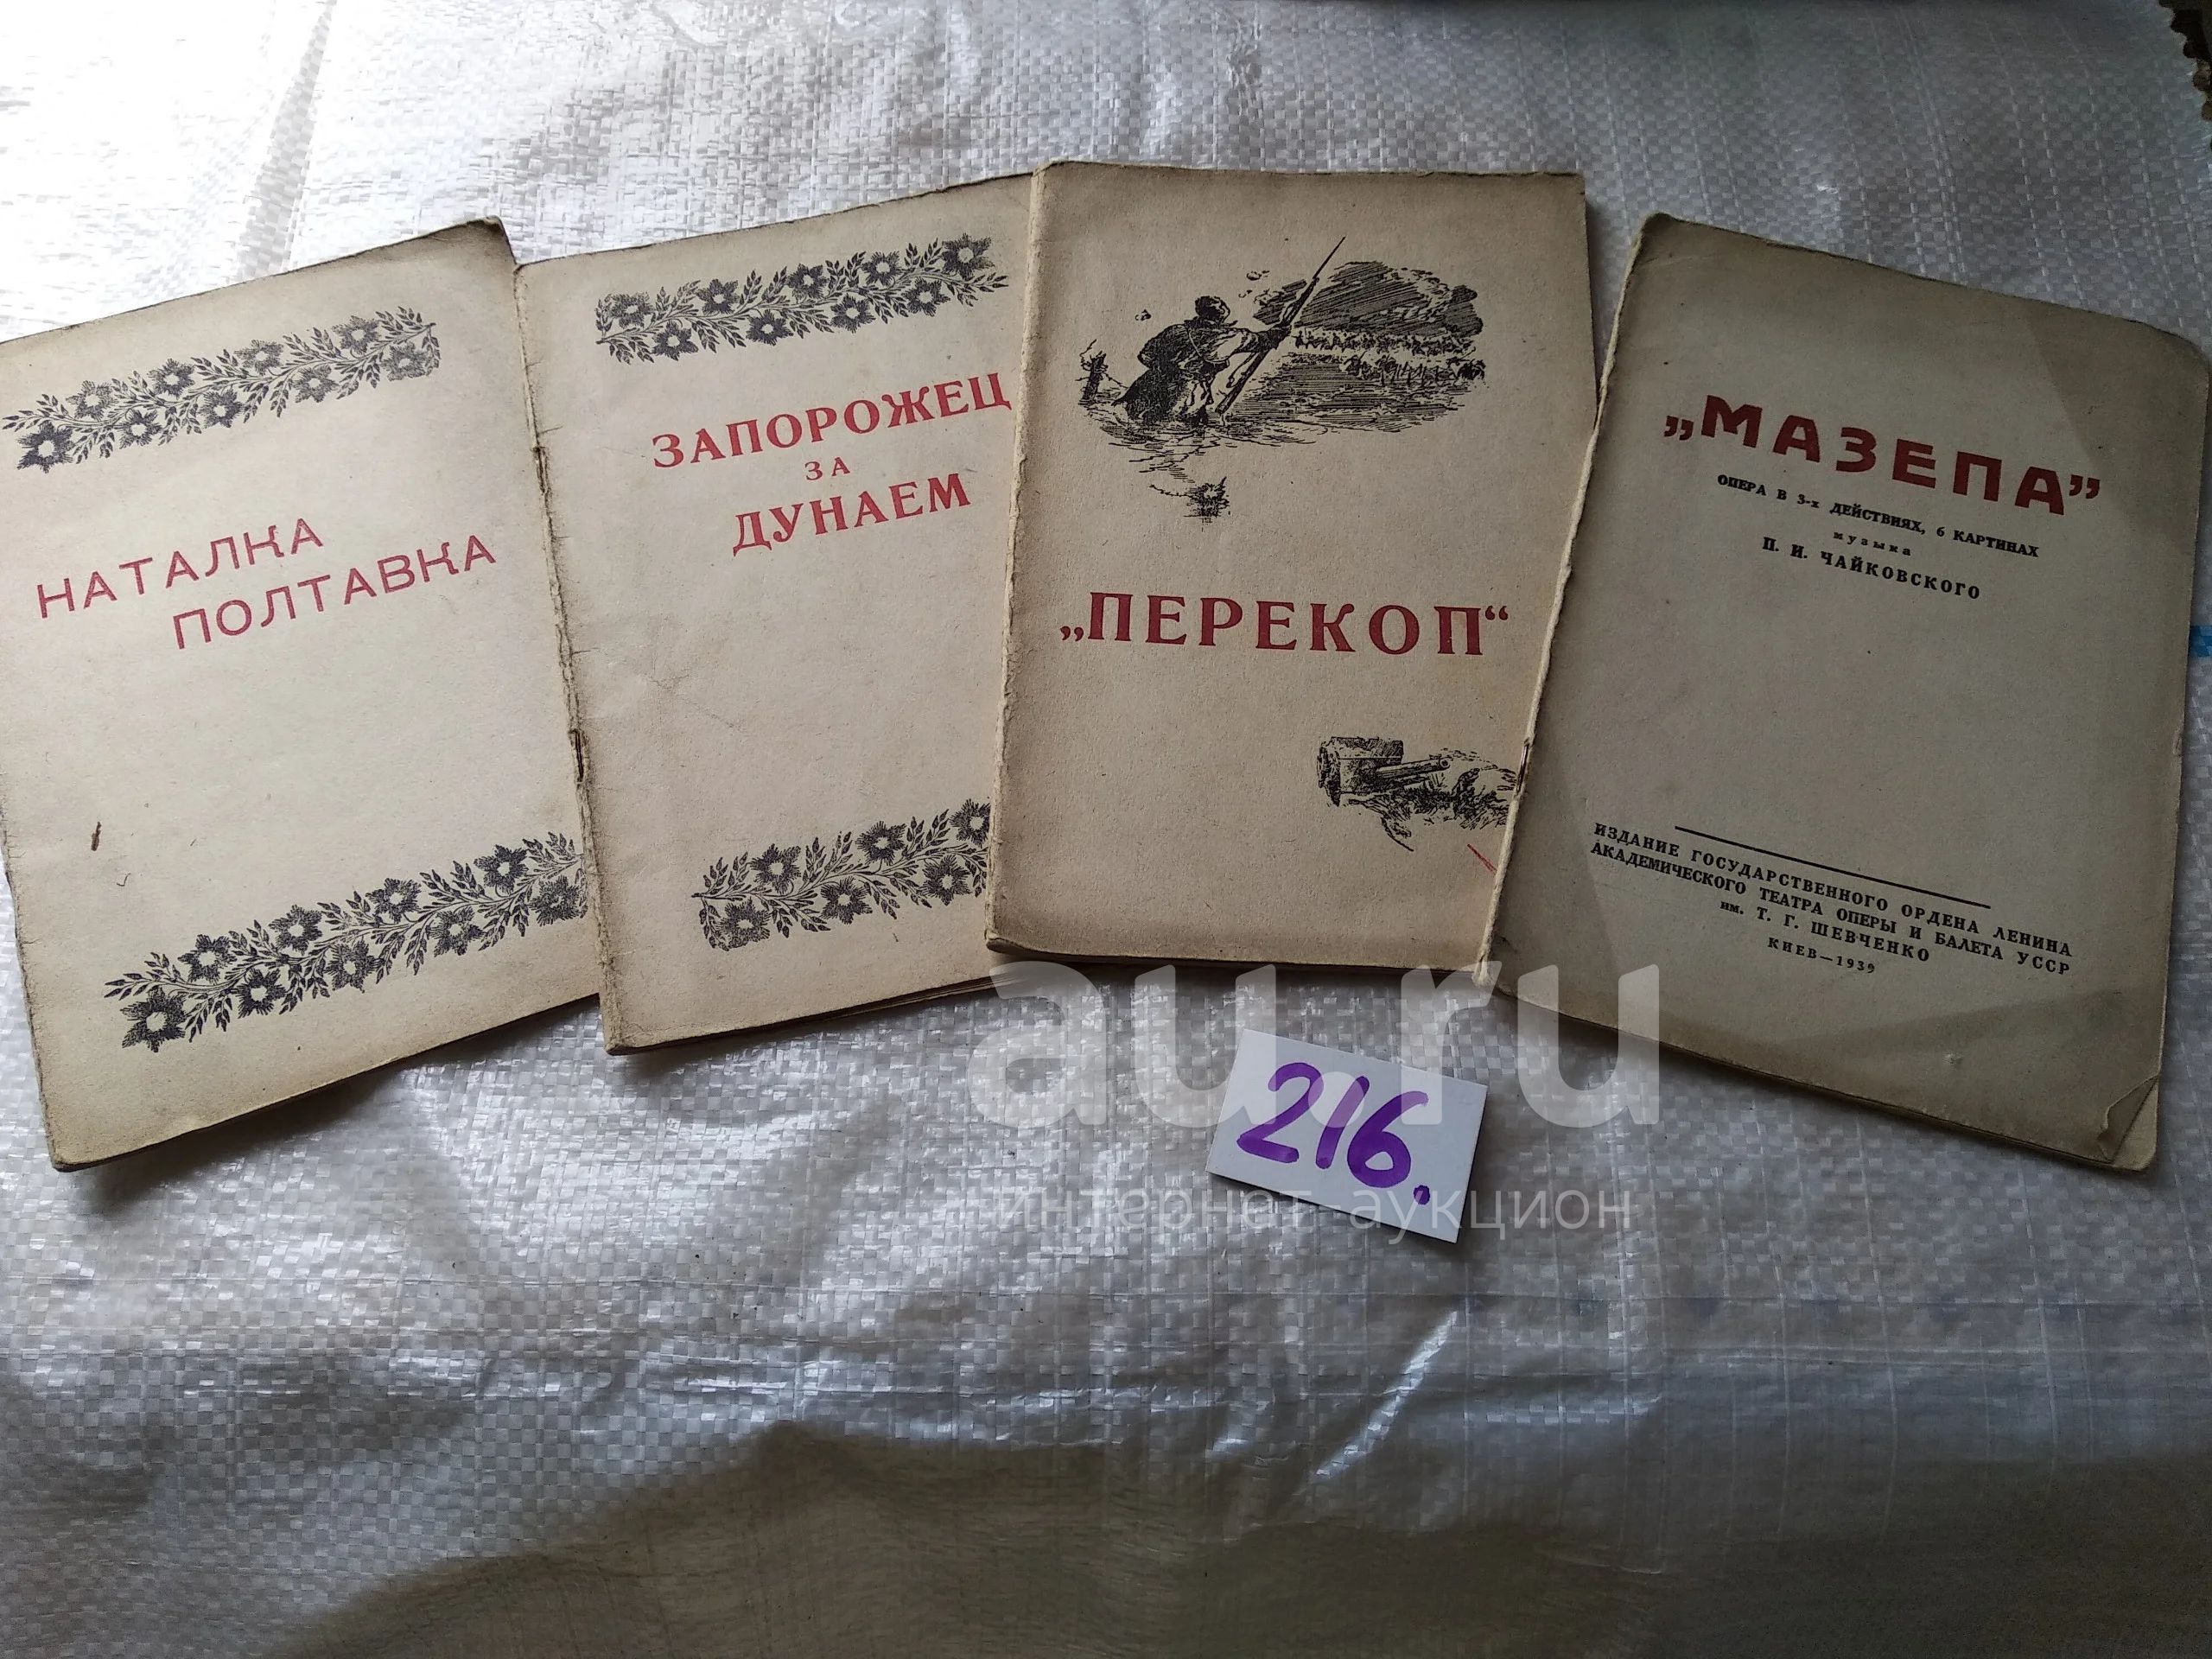 НАТАЛКА
ПОЛТАВКА
ЗАПОРОЖЕЦ
ЗА
ДУНАЕМ
„ПЕРЕКОП“
„МАЗЕПА”
ОПЕРА В 3-х ДЕЙСТВИЯХ, 6 КАРТИНАХ
музыка
П. И. ЧАЙКОВСКОГО
ИЗДАНИЕ ГОСУДАРСТВЕННОГО ОРДЕНА ЛЕНИНА
АКАДЕМИЧЕСКОГО ТЕАТРА ОПЕРЫ И БАЛЕТА УССР
им. Т. Г. ШЕВЧЕНКО
КИЕВ—1939
au.ru
216.
интернет-аукцион